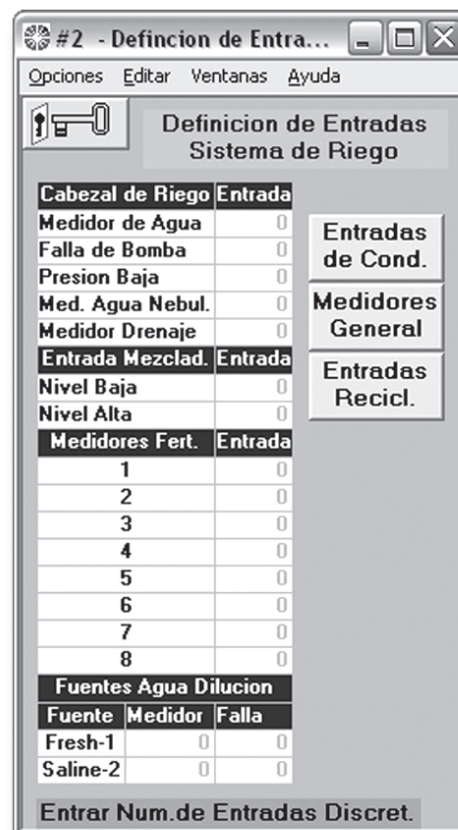 #2 - Defincion de Entra...
Opciones Editar Ventanas Ayuda
Definicion de Entradas
Sistema de Riego
Cabezal de Riego Entrada
Medidor de Agua 0
Falla de Bomba 0
Presion Baja 0
Med. Agua Nebul. 0
Medidor Drenaje 0
Entrada Mezclad. Entrada
Nivel Baja 0
Nivel Alta 0
Medidores Fert. Entrada
1 0
2 0
3 0
4 0
5 0
6 0
7 0
8 0
Fuentes Agua Dilucion
Fuente Medidor Falla
Fresh-1 0 0
Saline-2 0 0
Entradas
de Cond.
Medidores
General
Entradas
Recicl.
Entrar Num.de Entradas Discret.